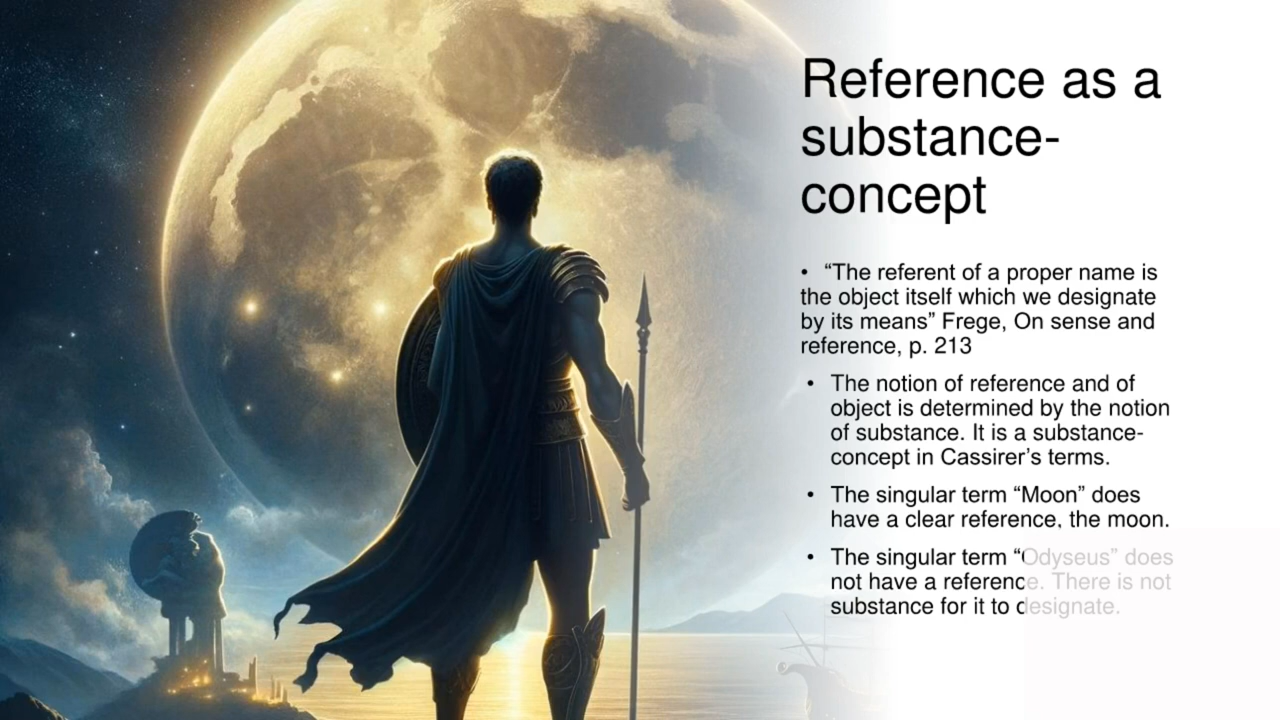 Reference as a
substance-
concept
• “The referent of a proper name is
the object itself which we designate
by its means” Frege, On sense and
reference, p. 213
• The notion of reference and of
object is determined by the notion
of substance. It is a substance-
concept in Cassirer’s terms.
• The singular term “Moon” does
have a clear reference, the moon.
• The singular term “Odyseus” does
not have a reference. There is not
substance for it to designate.